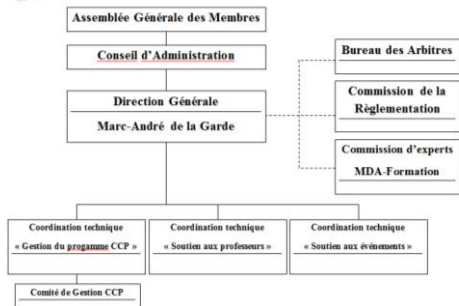 Assemblée Générale des Membres
Conseil d'Administration
Bureau des Arbitres
Direction Générale
Marc-André de la Garde
Commission de la
Règlementation
Commission d'experts
MDA-Formation
Coordination technique
« Gestion du progamme CCP »
Coordination technique
« Soutien aux professeurs »
Coordination technique
« Soutien aux événements »
Comité de Gestion CCP